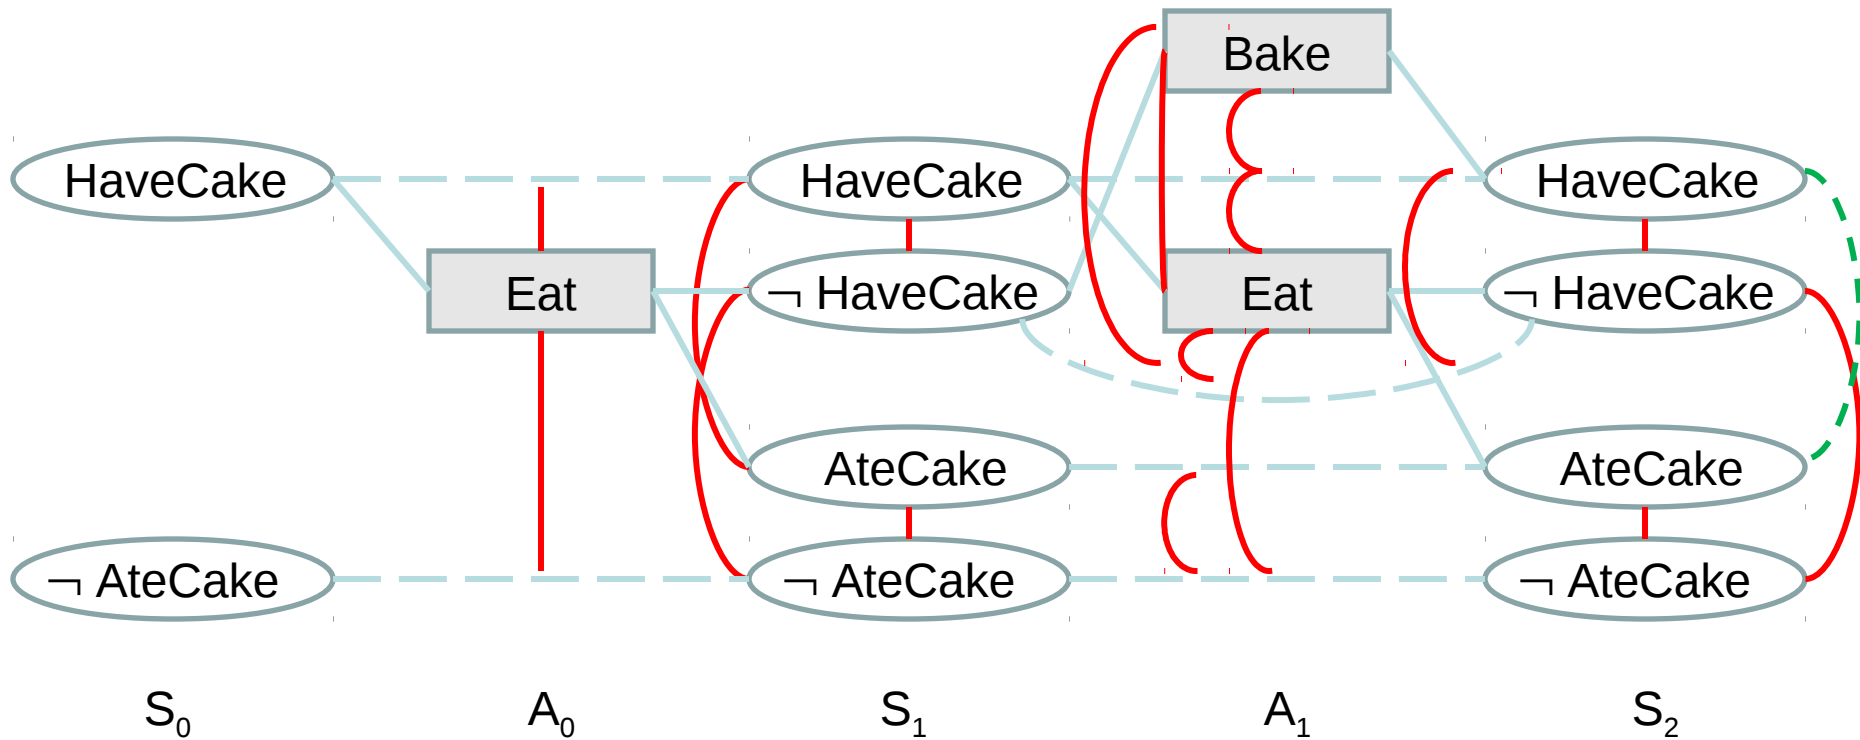 Bake
HaveCake HaveCake HaveCake
Eat ¬ HaveCake Eat ¬ HaveCake
AteCake AteCake
¬ AteCake ¬ AteCake ¬ AteCake
S₀ A₀ S₁ A₁ S₂